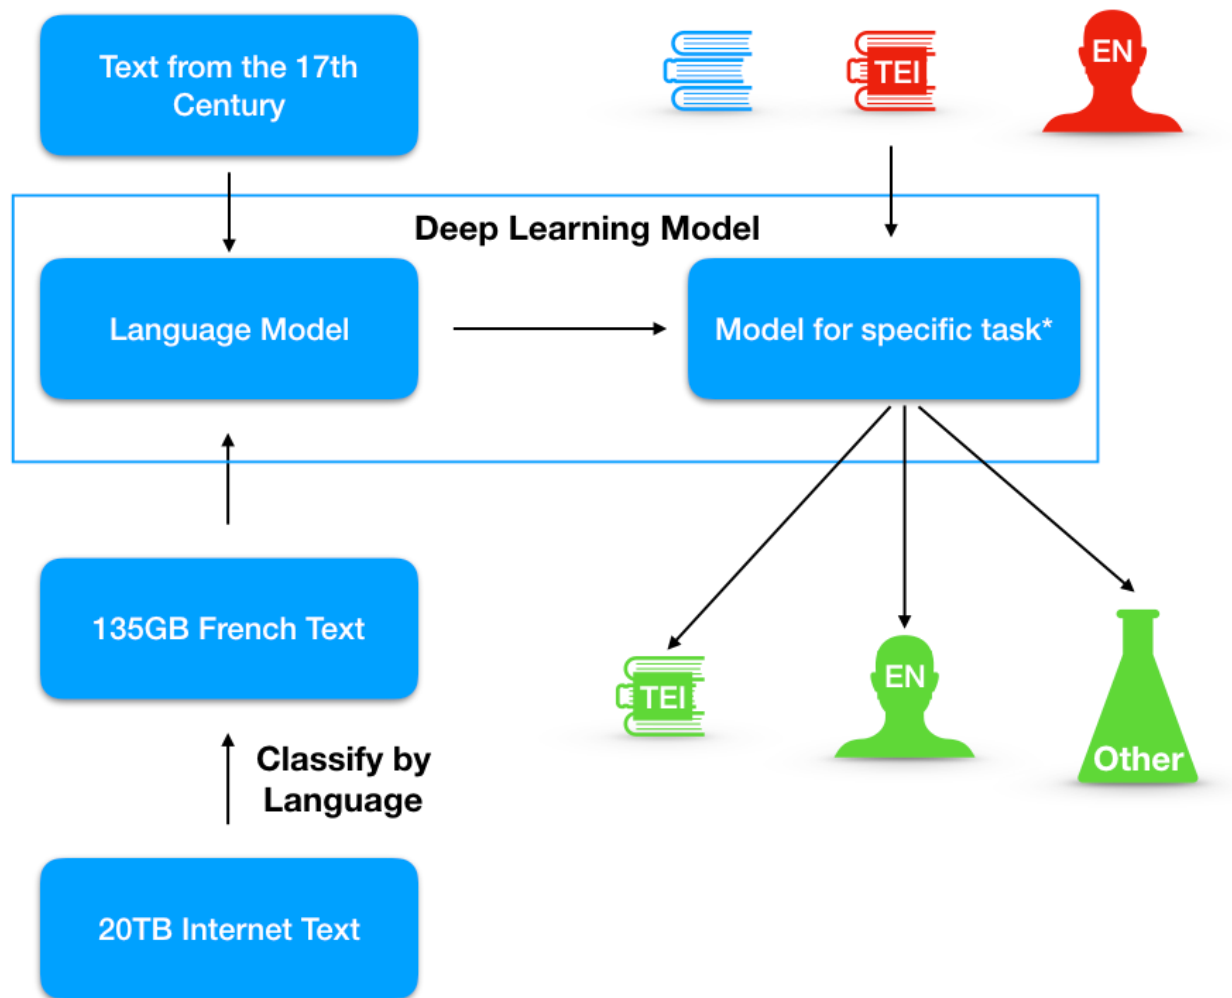 Text from the 17th
Century
TEI
EN
Deep Learning Model
Language Model
Model for specific task*
135GB French Text
TEI
EN
Other
Classify by
Language
20TB Internet Text